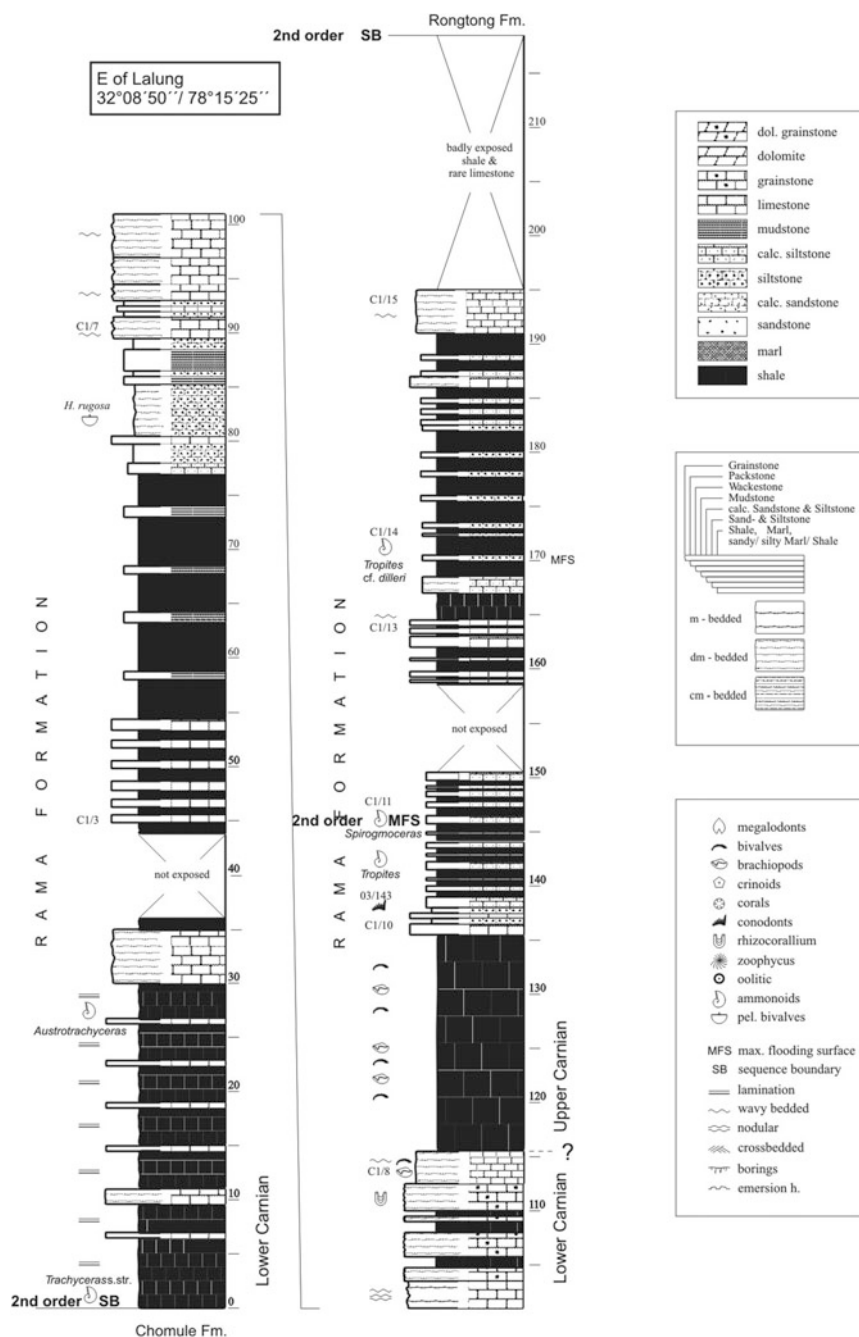 Rongtong Fm.
2nd order SB
E of Lalung
32°08´50´´/ 78°15´25´´
210
badly exposed
shale &
rare limestone
200
C1/15
190
180
C1/14
Tropites
cf. dilleri
170
MFS
C1/13
160
not exposed
150
C1/11
2nd order MFS
Spirogmoceras
Tropites
140
03/143
C1/10
130
120
Upper Carnian
?
C1/8
110
Lower Carnian
RAMA FORMATION
100
C1/7
90
H. rugosa
80
70
60
50
C1/3
not exposed
40
30
Austrotrachyceras
20
10
Lower Carnian
Trachycerass.str.
2nd order SB
0
Chomule Fm.
RAMA FORMATION
dol. grainstone
dolomite
grainstone
limestone
mudstone
calc. siltstone
siltstone
calc. sandstone
sandstone
marl
shale
Grainstone
Packstone
Wackestone
Mudstone
calc. Sandstone & Siltstone
Sand- & Siltstone
Shale, Marl,
sandy/ silty Marl/ Shale
m - bedded
dm - bedded
cm - bedded
megalodonts
bivalves
brachiopods
crinoids
corals
conodonts
rhizocorallium
zoophycus
oolitic
ammonoids
pel. bivalves
MFS max. flooding surface
SB sequence boundary
lamination
wavy bedded
nodular
crossbedded
borings
emersion h.